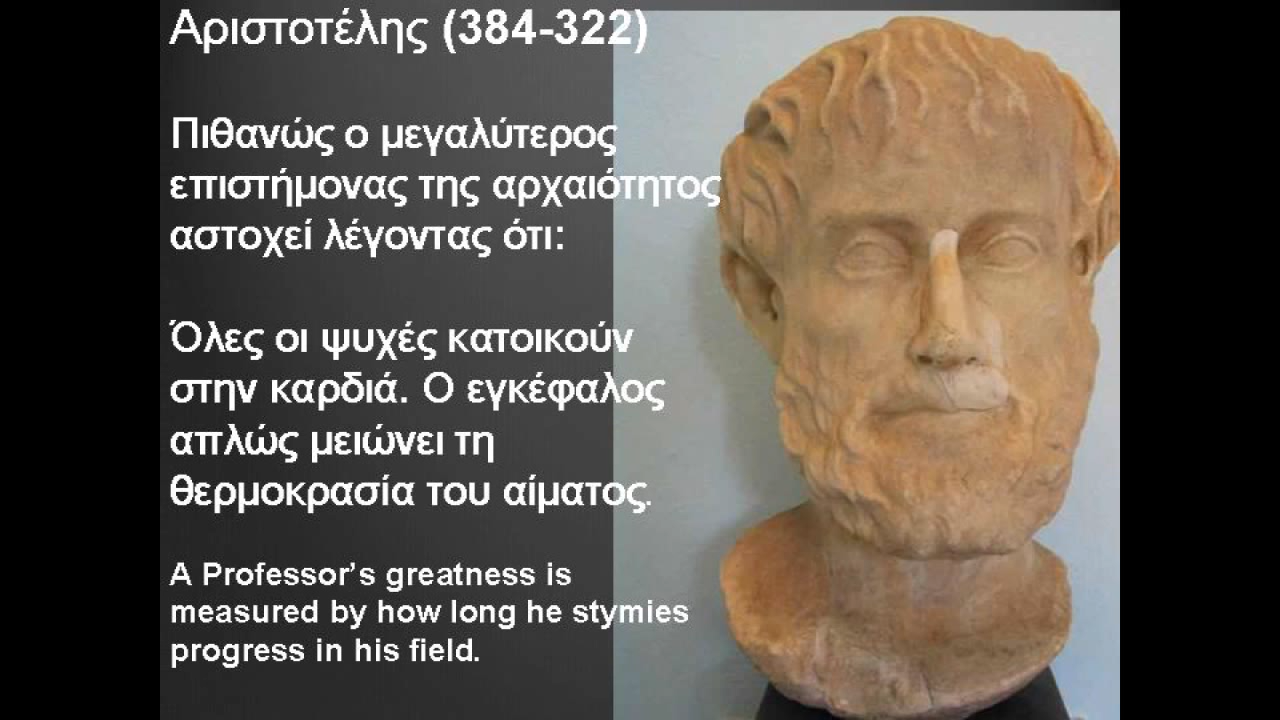 Αριστοτέλης (384-322)
Πιθανώς ο μεγαλύτερος
επιστήμονας της αρχαιότητος
αστοχεί λέγοντας ότι:
Όλες οι ψυχές κατοικούν
στην καρδιά. Ο εγκέφαλος
απλώς μειώνει τη
θερμοκρασία του αίματος.
A Professor’s greatness is
measured by how long he stymies
progress in his field.